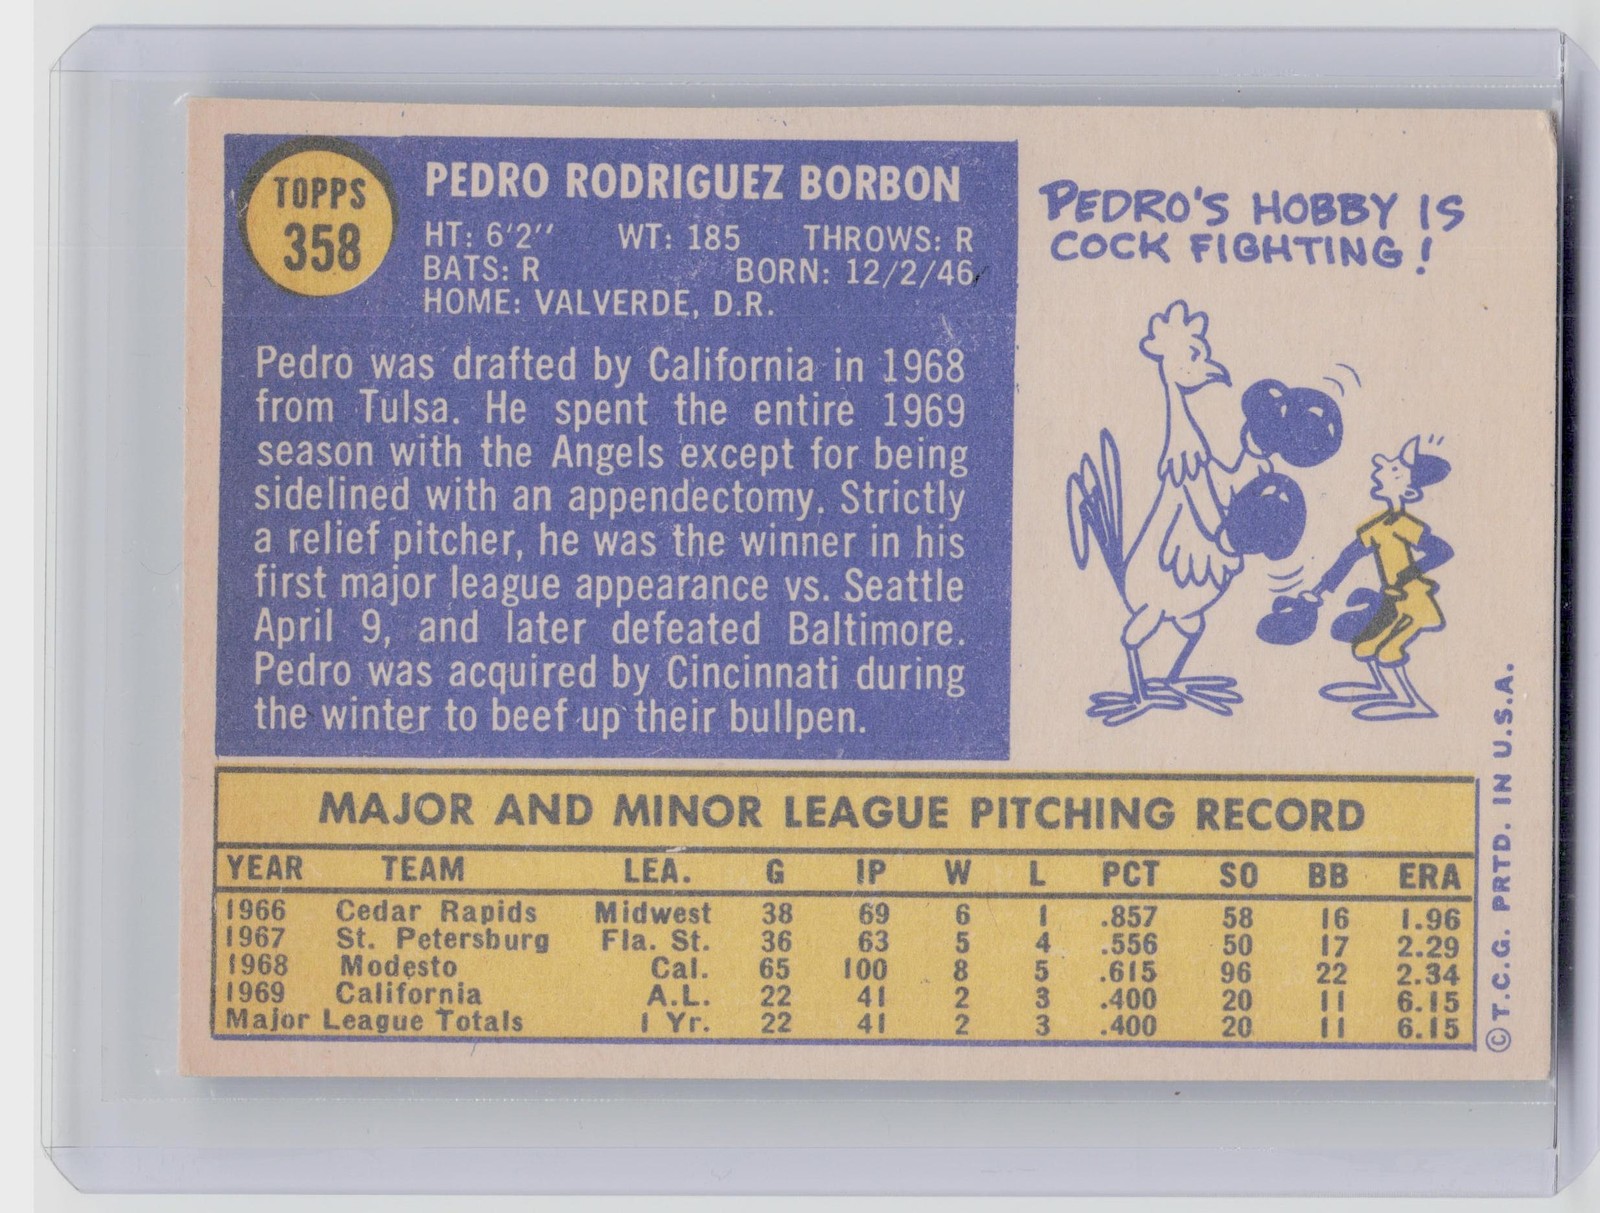 TOPPS
358
PEDRO RODRIGUEZ BORBON
HT: 6'2" WT: 185 THROWS: R
BATS: R BORN: 12/2/46
HOME: VALVERDE, D.R.
Pedro was drafted by California in 1968
from Tulsa. He spent the entire 1969
season with the Angels except for being
sidelined with an appendectomy. Strictly
a relief pitcher, he was the winner in his
first major league appearance vs. Seattle
April 9, and later defeated Baltimore.
Pedro was acquired by Cincinnati during
the winter to beef up their bullpen.
PEDRO'S HOBBY IS
COCK FIGHTING!
MAJOR AND MINOR LEAGUE PITCHING RECORD
YEAR TEAM LEA. G IP W L PCT SO BB ERA
1966 Cedar Rapids Midwest 38 69 6 1 .857 58 16 1.96
1967 St. Petersburg Fla. St. 36 63 5 4 .556 50 17 2.29
1968 Modesto Cal. 65 100 8 5 .615 96 22 2.34
1969 California A.L. 22 41 2 3 .400 20 11 6.15
Major League Totals 1 Yr. 22 41 2 3 .400 20 11 6.15
©T.C.G. PRTD. IN U.S.A.